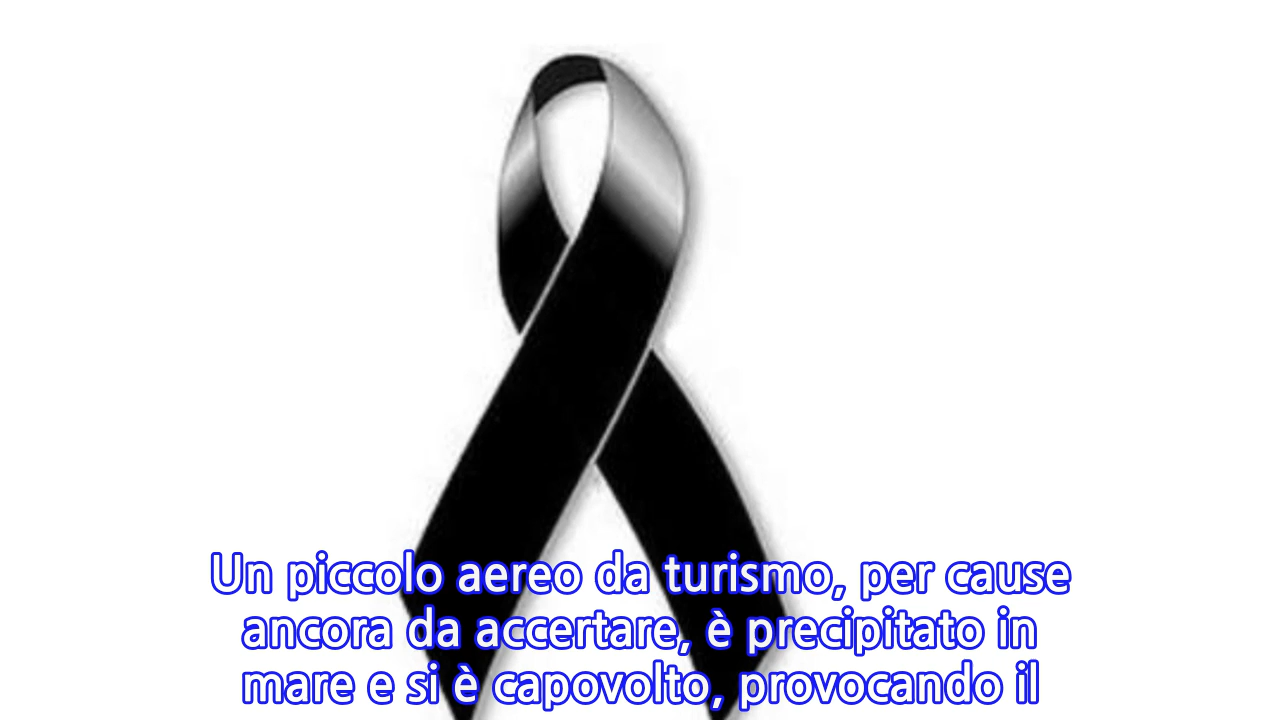 Un piccolo aereo da turismo, per cause
ancora da accertare, è precipitato in
mare e si è capovolto, provocando il